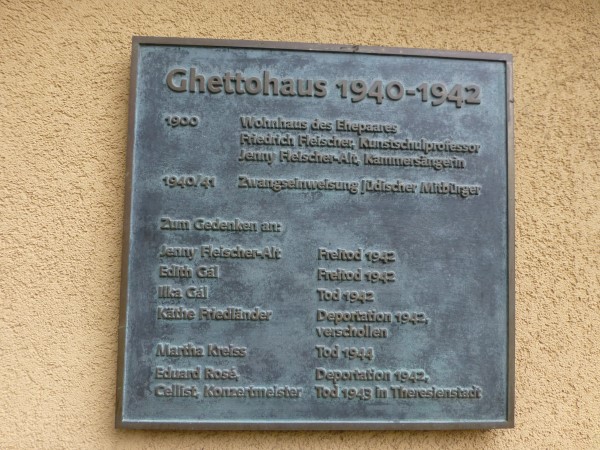 Ghettohaus 1940-1942
1900 Wohnhaus des Ehepaares
Friedrich Fleischer, Kunstschulprofessor
Jenny Fleischer-Alt, Kammersängerin
1940/41 Zwangseinweisung jüdischer Mitbürger
Zum Gedenken an:
Jenny Fleischer-Alt Freitod 1942
Edith Gál Freitod 1942
Ilka Gál Tod 1942
Käthe Friedländer Deportation 1942,
verschollen
Martha Kreiss Tod 1944
Eduard Rosé, Deportation 1942,
Cellist, Konzertmeister Tod 1943 in Theresienstadt